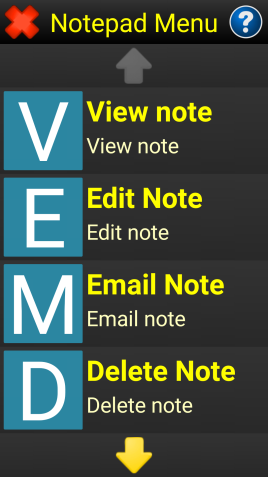 Notepad Menu ?
V
View note
View note
E
Edit Note
Edit note
M
Email Note
Email note
D
Delete Note
Delete note